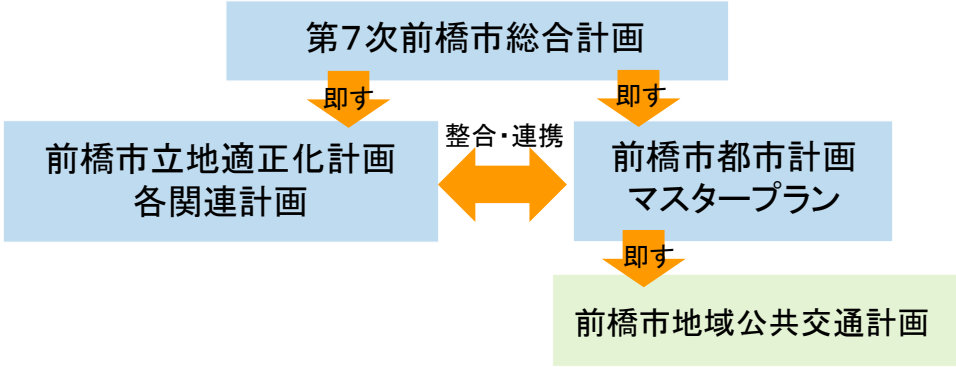 第7次前橋市総合計画
即す
即す
前橋市立地適正化計画
各関連計画
整合・連携
前橋市都市計画
マスタープラン
即す
前橋市地域公共交通計画